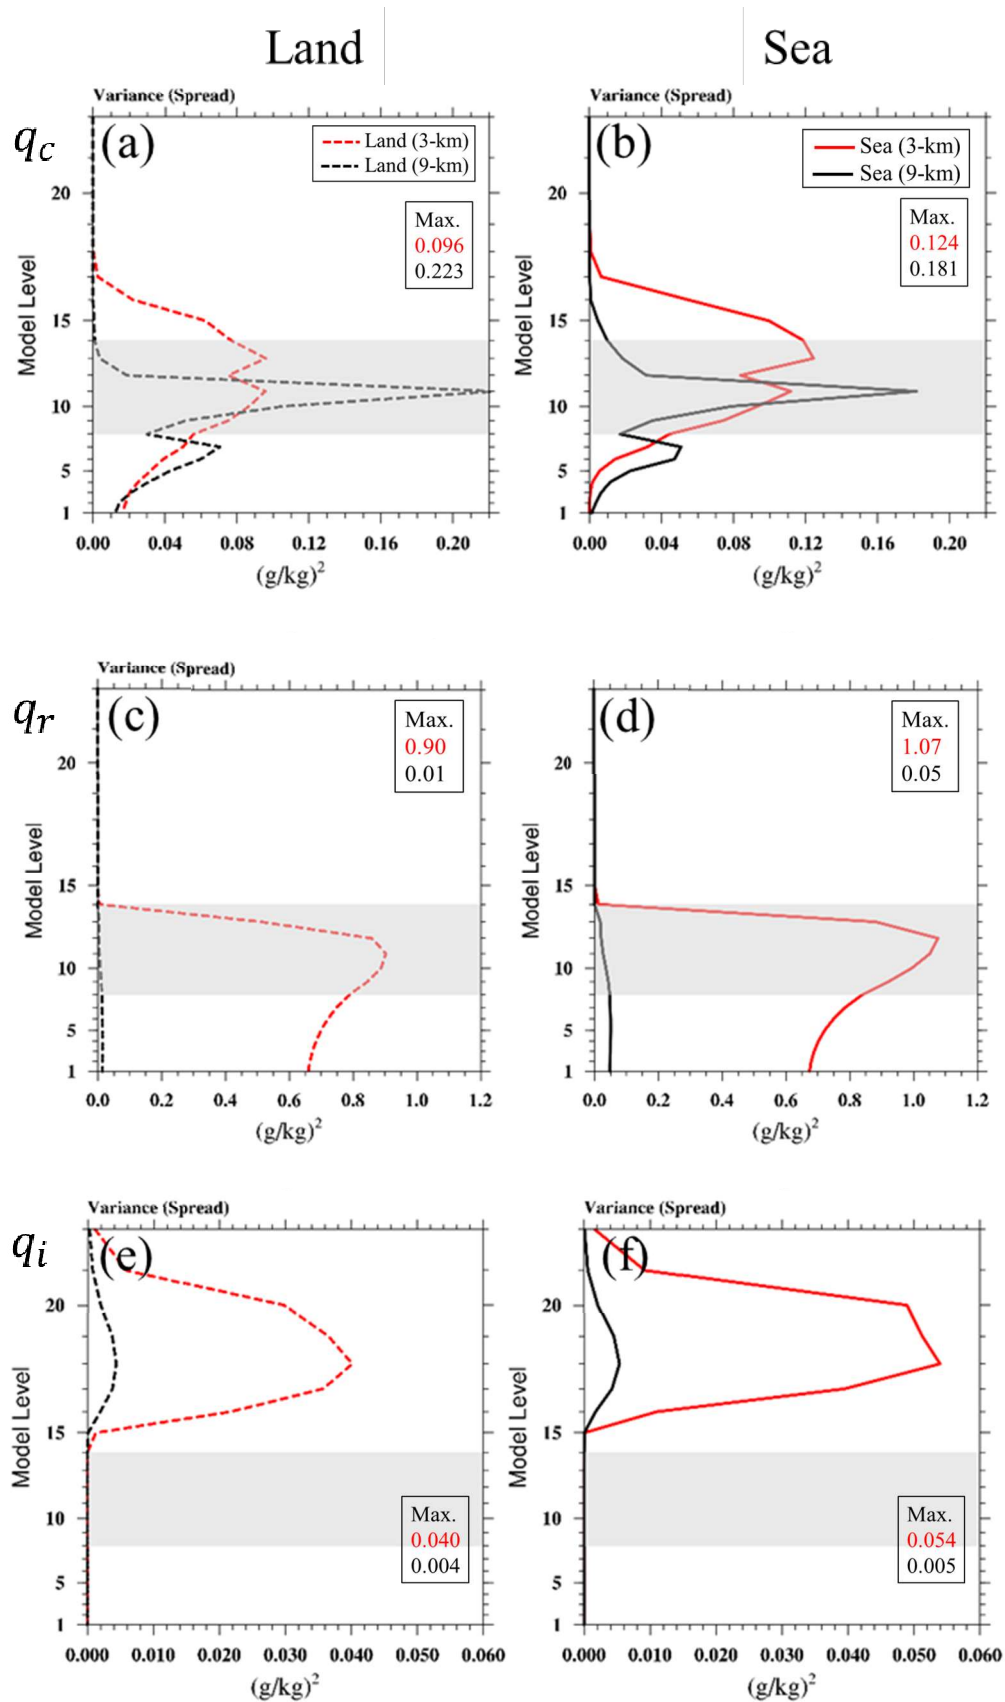 Land
Sea
Variance (Spread)
Variance (Spread)
q_c
(a)
Land (3-km)
Land (9-km)
Max.
0.096
0.223
(b)
Sea (3-km)
Sea (9-km)
Max.
0.124
0.181
20
15
10
5
1
Model Level
20
15
10
5
1
Model Level
0.00 0.04 0.08 0.12 0.16 0.20
(g/kg)²
0.00 0.04 0.08 0.12 0.16 0.20
(g/kg)²
Variance (Spread)
q_r
(c)
Max.
0.90
0.01
(d)
Max.
1.07
0.05
20
15
10
5
1
Model Level
20
15
10
5
1
Model Level
0.0 0.2 0.4 0.6 0.8 1.0 1.2
(g/kg)²
0.0 0.2 0.4 0.6 0.8 1.0 1.2
(g/kg)²
Variance (Spread)
Variance (Spread)
q_i
(e)
(f)
20
15
10
5
1
Model Level
Max.
0.040
0.004
20
15
10
5
1
Model Level
Max.
0.054
0.005
0.000 0.010 0.020 0.030 0.040 0.050 0.060
(g/kg)²
0.000 0.010 0.020 0.030 0.040 0.050 0.060
(g/kg)²